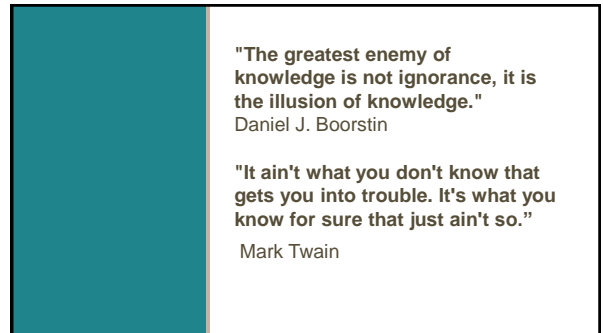 "The greatest enemy of
knowledge is not ignorance, it is
the illusion of knowledge."
Daniel J. Boorstin
"It ain't what you don't know that
gets you into trouble. It's what you
know for sure that just ain't so.”
Mark Twain